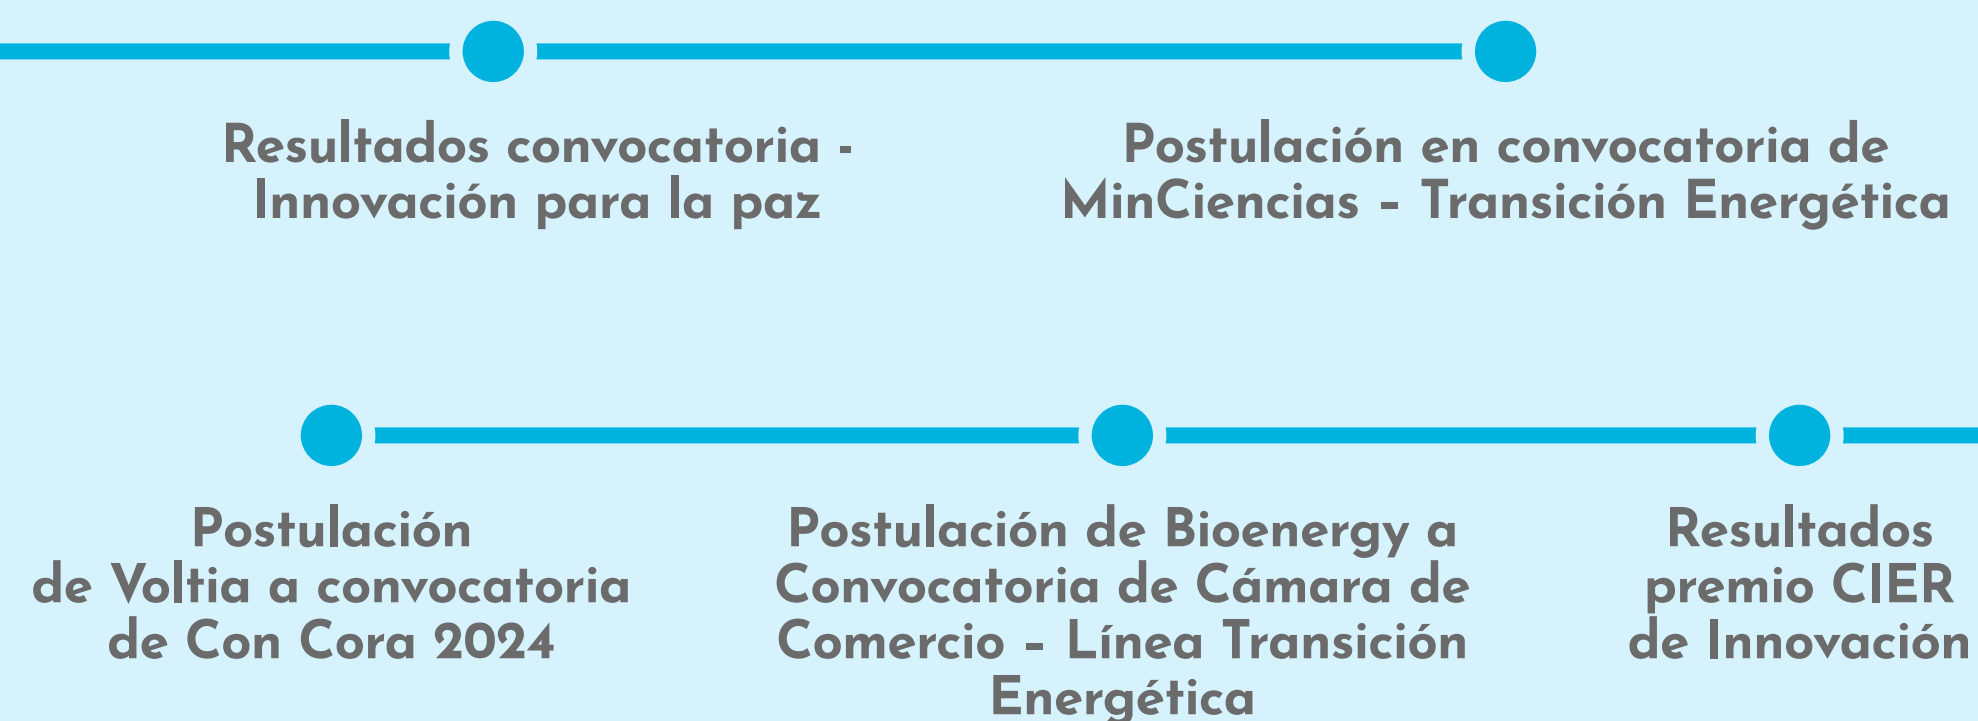 Resultados convocatoria -
Innovación para la paz
Postulación en convocatoria de
MinCiencias – Transición Energética
Postulación
de Voltia a convocatoria
de Con Cora 2024
Postulación de Bioenergy a
Convocatoria de Cámara de
Comercio – Línea Transición
Energética
Resultados
premio CIER
de Innovación